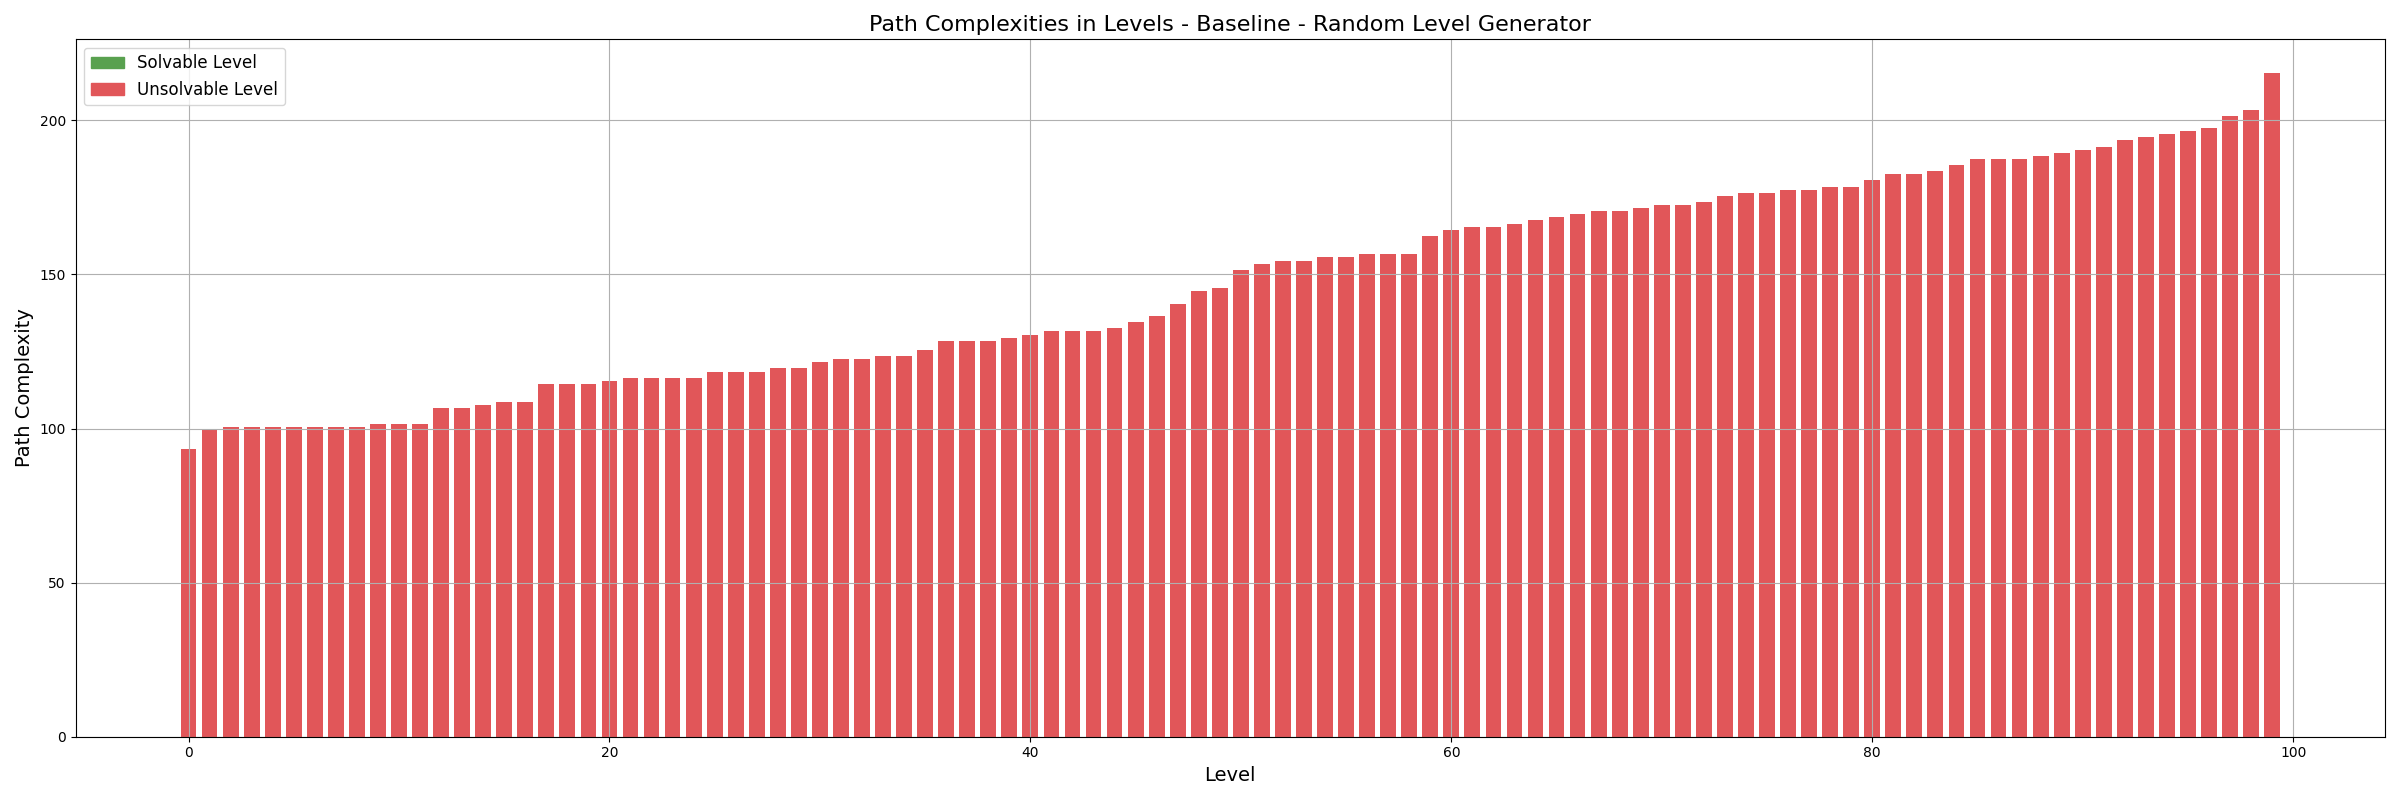 Path Complexities in Levels - Baseline - Random Level Generator
Solvable Level
Unsolvable Level
Path Complexity
200
150
100
50
0
0 20 40 60 80 100
Level